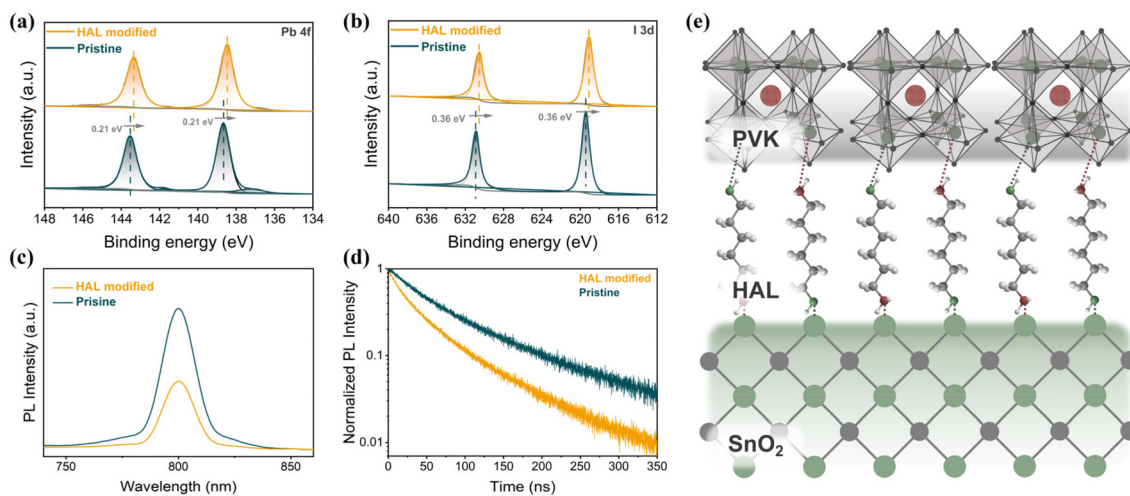 (a)
HAL modified
Pristine
Pb 4f
0.21 eV
0.21 eV
Intensity (a.u.)
148 146 144 142 140 138 136 134
Binding energy (eV)
(b)
HAL modified
Pristine
I 3d
0.36 eV
0.36 eV
Intensity (a.u.)
640 636 632 628 624 620 616 612
Binding energy (eV)
(c)
HAL modified
Prisine
PL Intensity (a.u.)
750 800 850
Wavelength (nm)
(d)
HAL modified
Pristine
Normalized PL Intensity
1
0.1
0.01
0 50 100 150 200 250 300 350
Time (ns)
(e)
PVK
HAL
SnO₂